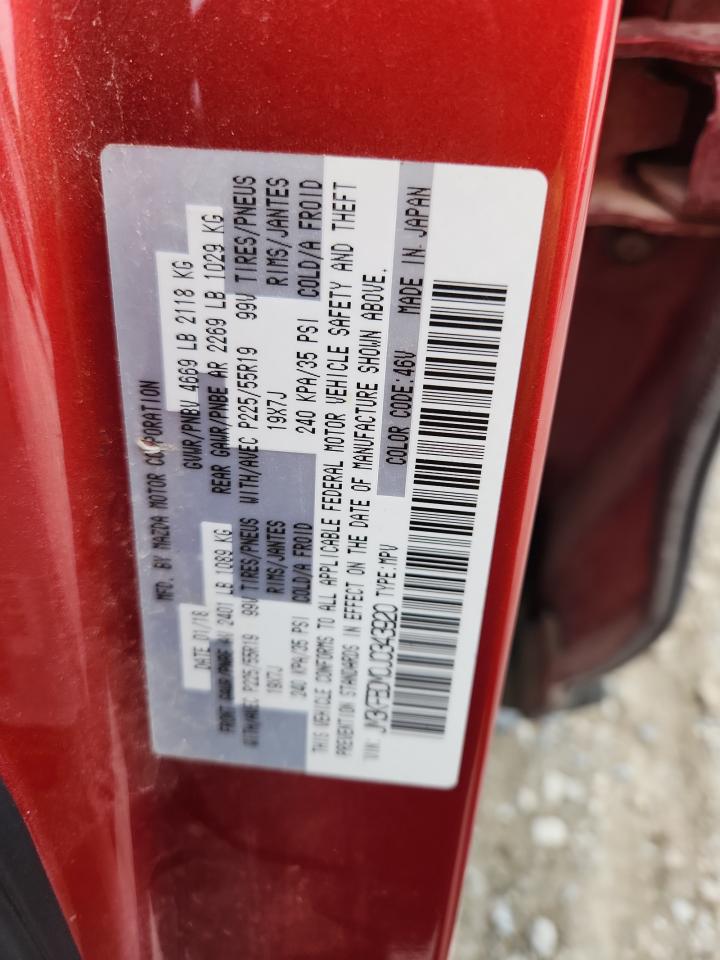 MFD. BY MAZDA MOTOR CORPORATION
DATE 01/18 GVWR/PNBV 4669 LB 2118 KG
FRONT GAWR/PNBE AV 2401 LB 1089 KG REAR GAWR/PNBE AR 2269 LB 1029 KG
WITH/AVEC P225/55R19 99V TIRES/PNEUS WITH/AVEC P225/55R19 99V TIRES/PNEUS
19X7J RIMS/JANTES 19X7J RIMS/JANTES
240 KPA/35 PSI COLD/A FROID 240 KPA/35 PSI COLD/A FROID
THIS VEHICLE CONFORMS TO ALL APPLICABLE FEDERAL MOTOR VEHICLE SAFETY AND THEFT
PREVENTION STANDARDS IN EFFECT ON THE DATE OF MANUFACTURE SHOWN ABOVE.
VIN: JM3KFBDM0J0343920 TYPE:MPV COLOR CODE:46V MADE IN JAPAN